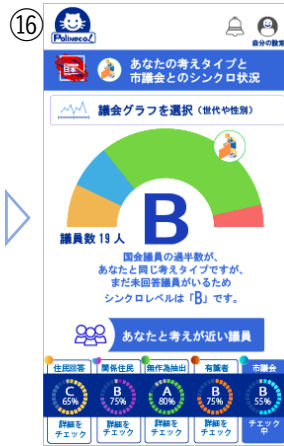 ⑯
Poliveco!
自分の設定
日本
あなたの考えタイプと
市議会とのシンクロ状況
議会グラフを選択（世代や性別）
B
議員数 19 人
国会議員の過半数が、
あなたと同じ考えタイプですが、
まだ未回答議員がいるため
シンクロレベルは「B」です。
あなたと考えが近い議員
住民回答 関係住民 無作為抽出 有識者 市議会
C B A B B
65% 75% 80% 75% 55%
詳細を 詳細を 詳細を 詳細を チェック
チェック チェック チェック チェック 中